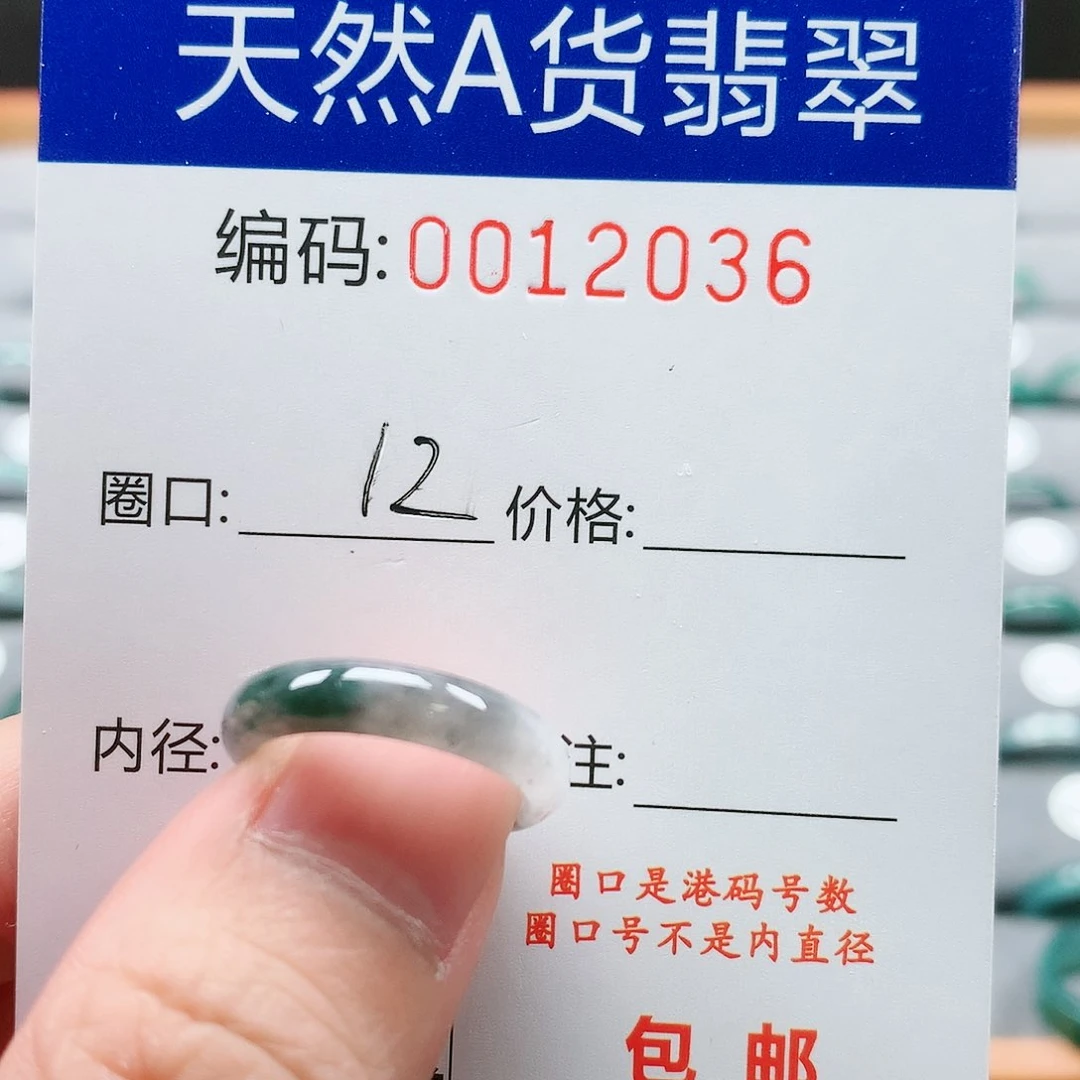 天然A货翡翠
编码:0012036
圈口: 12 价格:
内径: 注:
圈口是港码号数
圈口号不是内直径
包邮